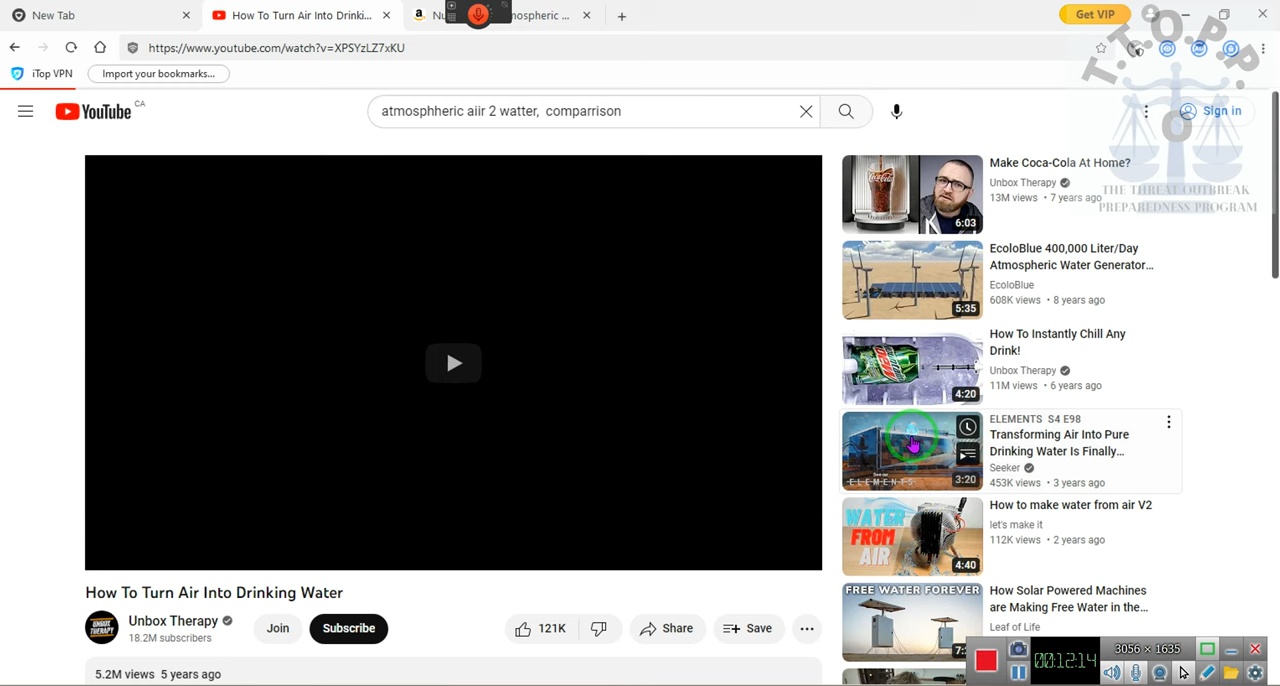 New Tab
How To Turn Air Into Drinki...
a
mospheric ...
Get VIP
https://www.youtube.com/watch?v=XPSYzLZ7xKU
iTop VPN
Import your bookmarks...
T.T.O.P.P.
THE THREAT OUTBREAK
PREPAREDNESS PROGRAM
YouTube CA
atmosphheric aiir 2 watter, comparrison
Sign in
Make Coca-Cola At Home?
Unbox Therapy
13M views • 7 years ago
6:03
EcoloBlue 400,000 Liter/Day
Atmospheric Water Generator...
EcoloBlue
608K views • 8 years ago
5:35
How To Instantly Chill Any
Drink!
Unbox Therapy
11M views • 6 years ago
4:20
ELEMENTS S4 E98
Transforming Air Into Pure
Drinking Water Is Finally...
Seeker
453K views • 3 years ago
ELEMENTS
3:20
How to make water from air V2
let's make it
112K views • 2 years ago
WATER
FROM
AIR
4:40
How Solar Powered Machines
are Making Free Water in the...
Leaf of Life
FREE WATER FOREVER
How To Turn Air Into Drinking Water
Unbox Therapy
18.2M subscribers
Join
Subscribe
121K
Share
Save
5.2M views 5 years ago
00:12:14
3056 × 1635